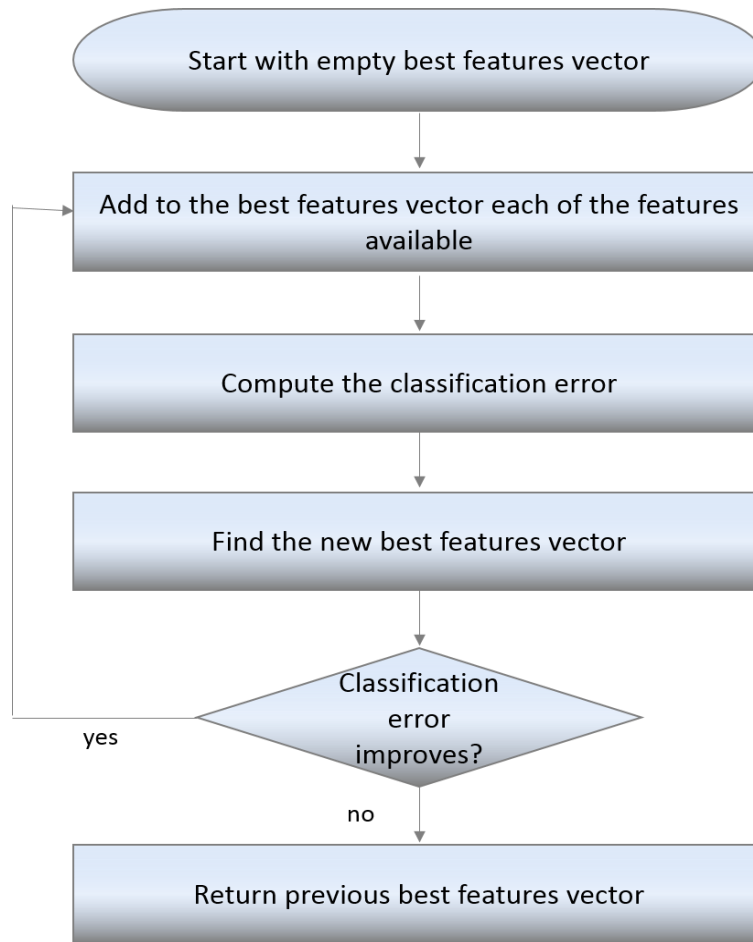 Start with empty best features vector
Add to the best features vector each of the features
available
Compute the classification error
Find the new best features vector
Classification
error
improves?
yes
no
Return previous best features vector